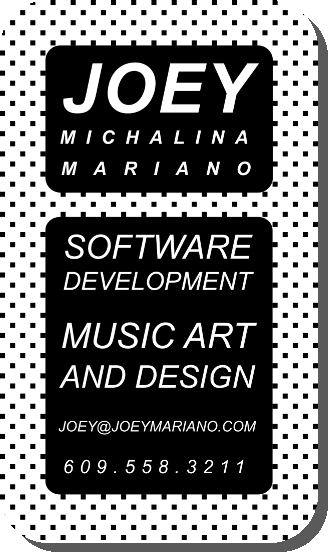 JOEY
MICHALINA
MARIANO
SOFTWARE
DEVELOPMENT
MUSIC ART
AND DESIGN
JOEY@JOEYMARIANO.COM
609.558.3211